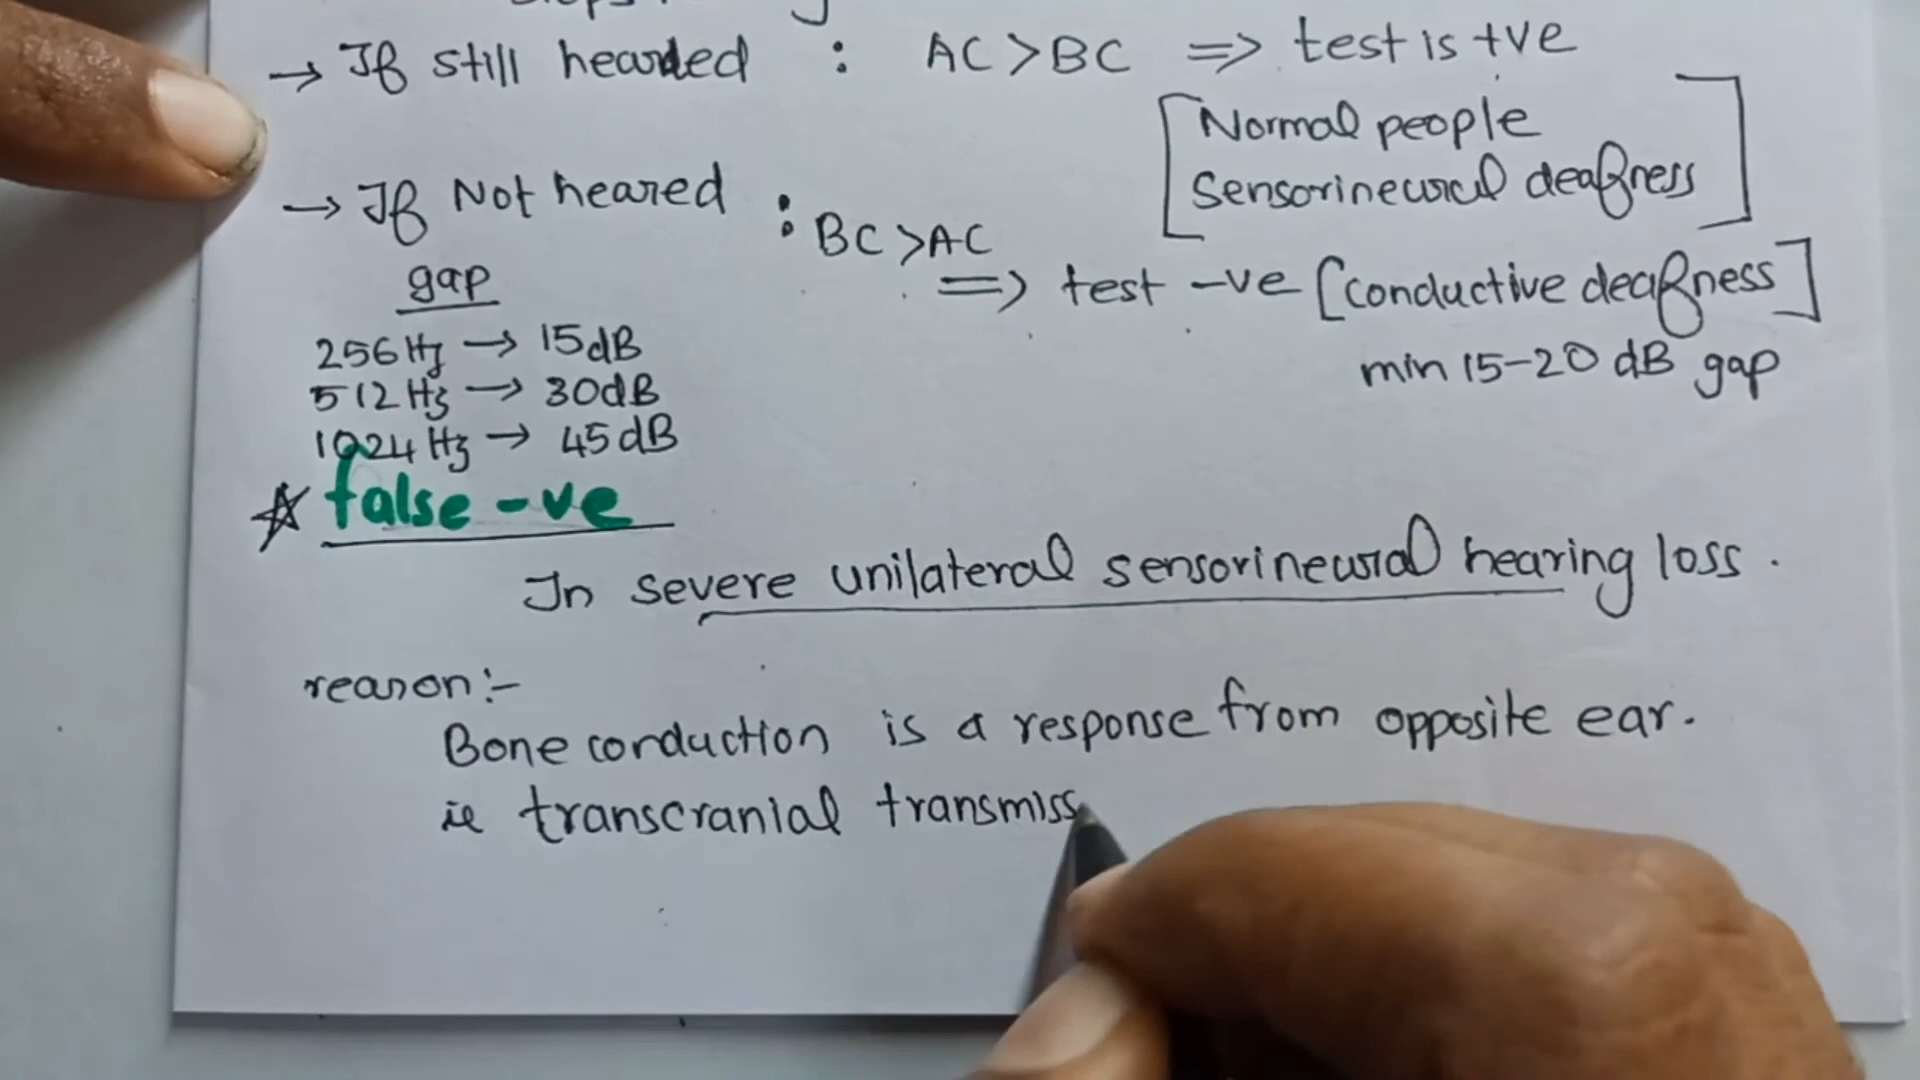 → If still hearded : AC > BC => test is +ve
[Normal people
Sensorineural deafness]
→ If Not heared : BC > AC
=> test -ve [conductive deafness]
min 15-20 dB gap
gap
256 Hz → 15dB
512 Hz → 30dB
1024 Hz → 45dB
☆ false -ve
In severe unilateral sensorineural hearing loss.
reason:-
Bone conduction is a response from opposite ear.
ie transcranial transmiss